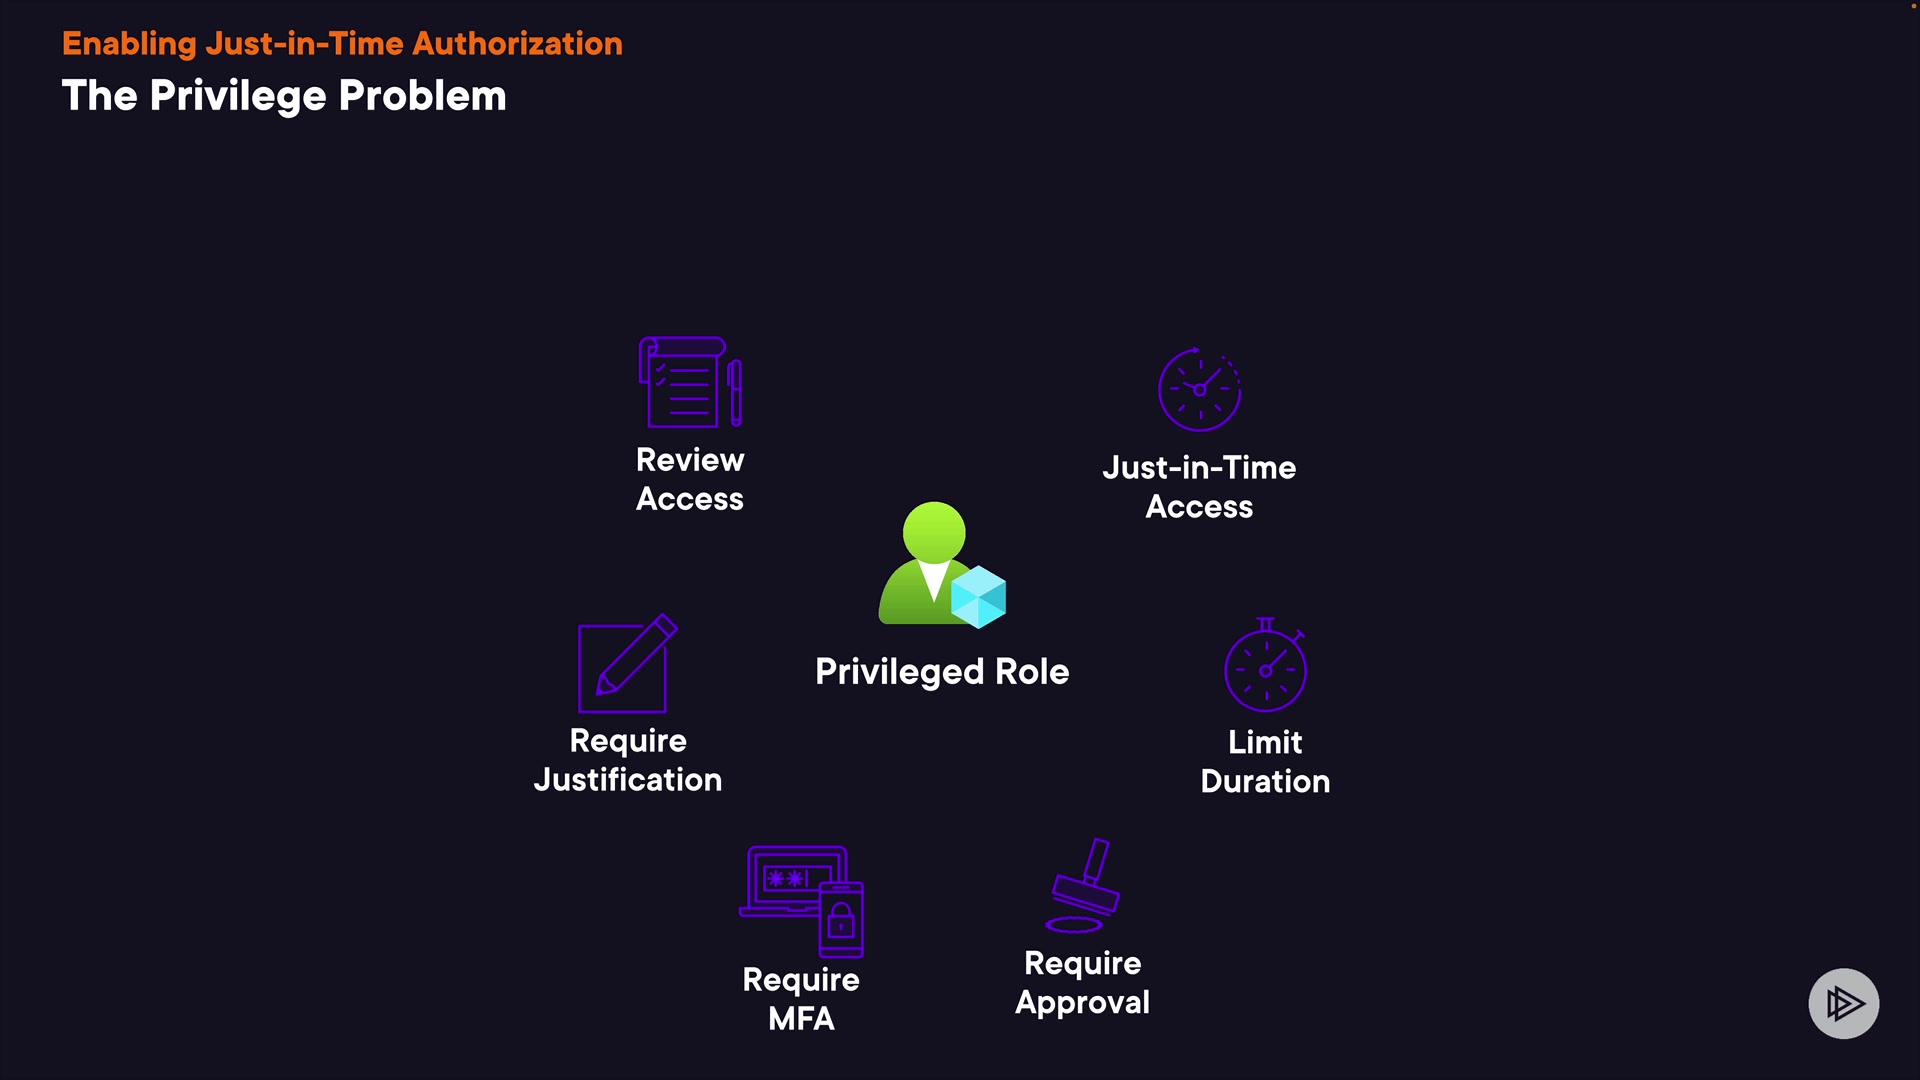 Enabling Just-in-Time Authorization
The Privilege Problem
Review
Access
Just-in-Time
Access
Privileged Role
Require
Justification
Limit
Duration
**
Require
MFA
Require
Approval